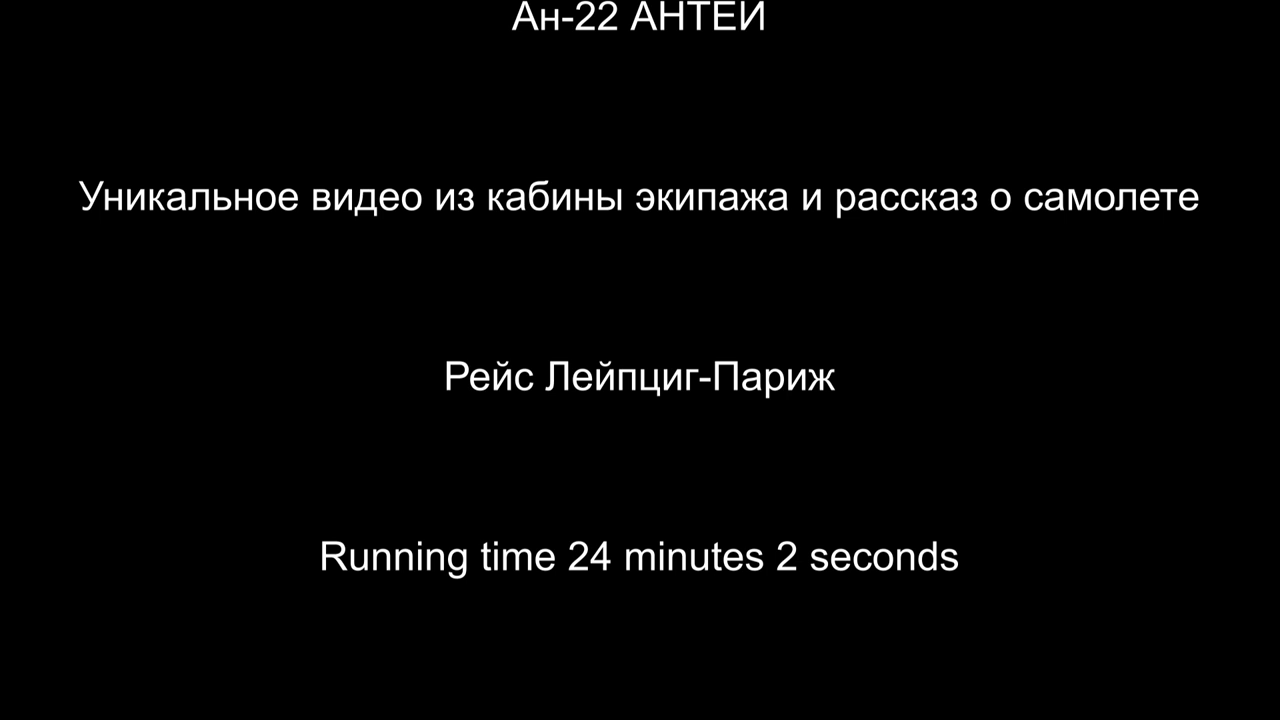 Ан-22 АНТЕЙ
Уникальное видео из кабины экипажа и рассказ о самолете
Рейс Лейпциг-Париж
Running time 24 minutes 2 seconds